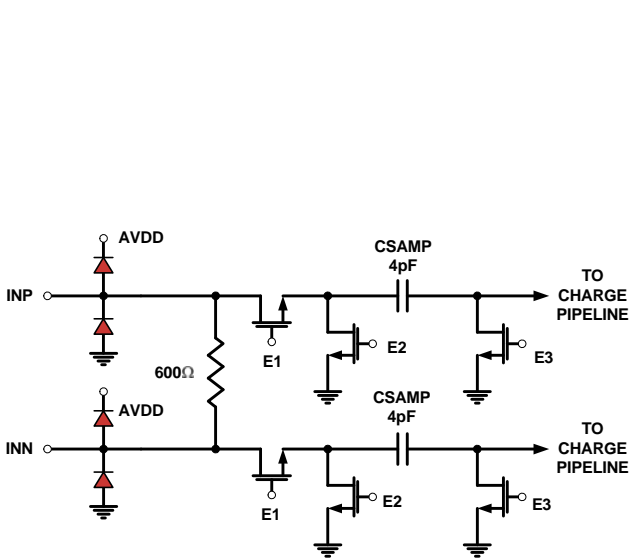 AVDD
CSAMP
4pF
TO
CHARGE
PIPELINE
INP
E1
E2
E3
600Ω
AVDD
CSAMP
4pF
TO
CHARGE
PIPELINE
INN
E1
E2
E3